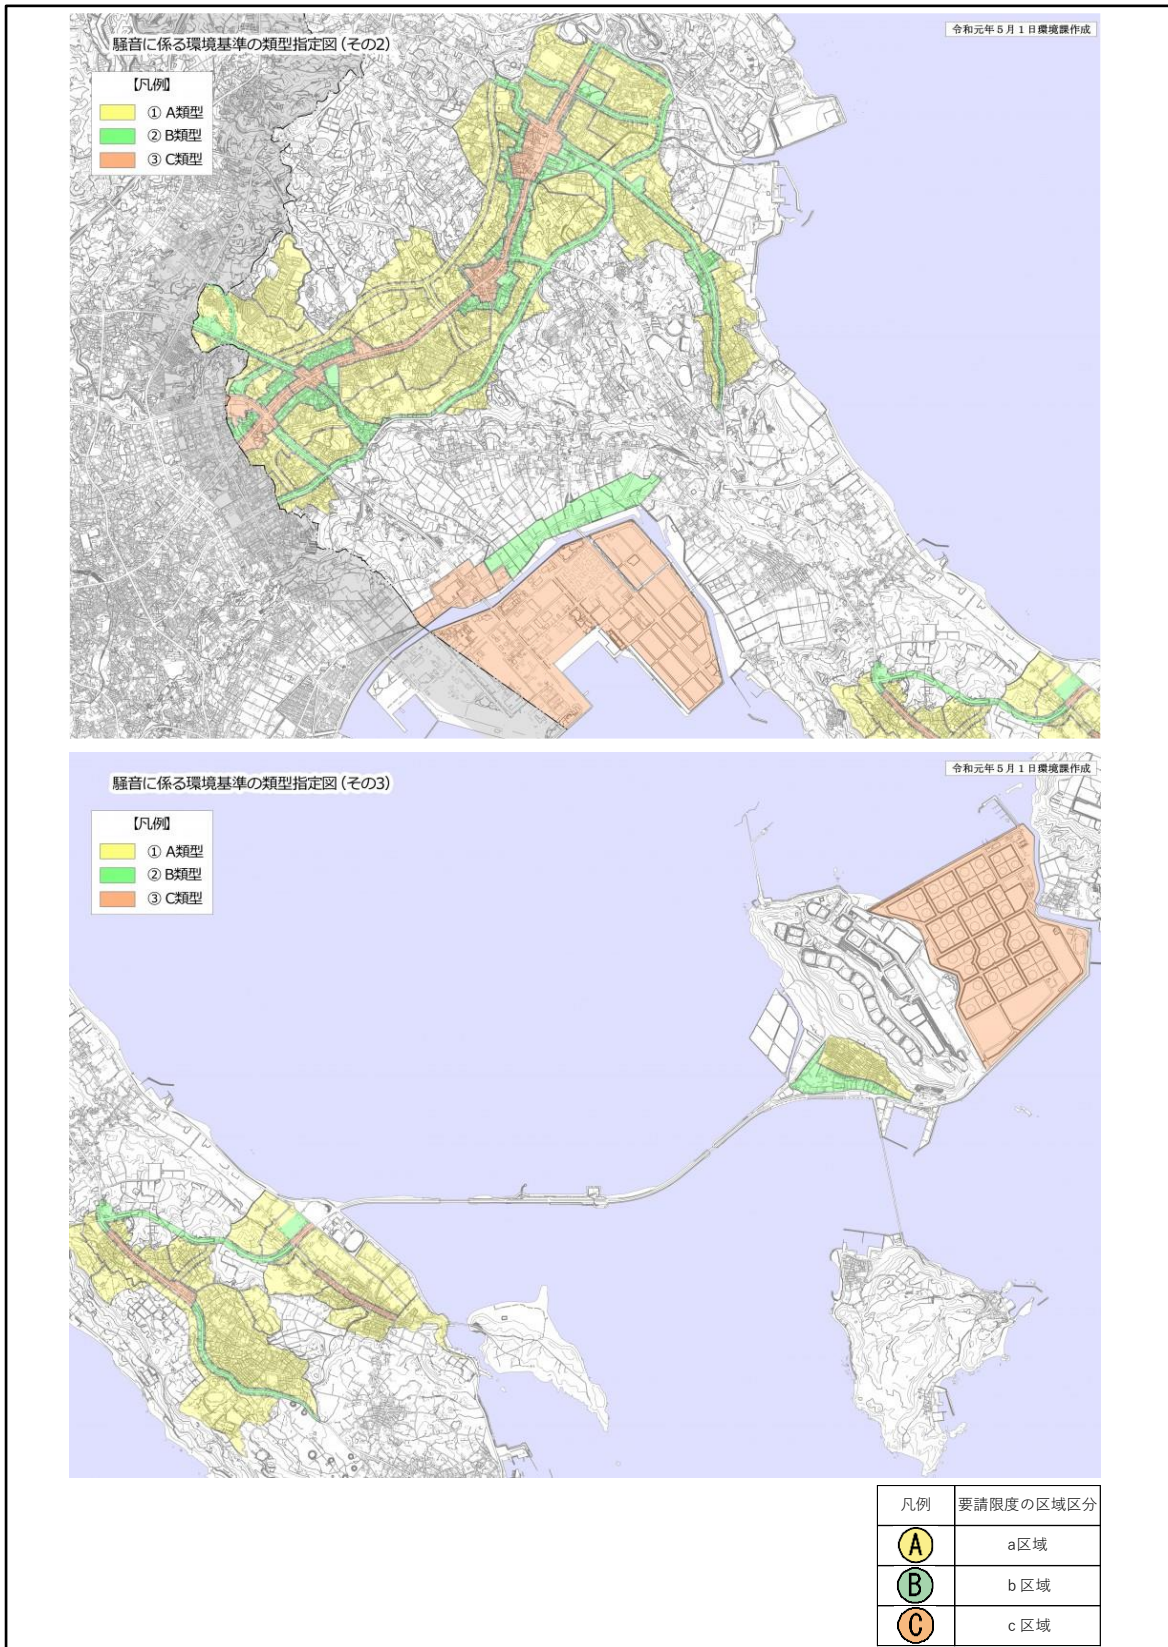 騒音に係る環境基準の類型指定図(その2)
令和元年5月1日環境課作成
【凡例】
① A類型
② B類型
③ C類型
騒音に係る環境基準の類型指定図(その3)
令和元年5月1日環境課作成
【凡例】
① A類型
② B類型
③ C類型
凡例 要請限度の区域区分
A a区域
B b区域
C c区域